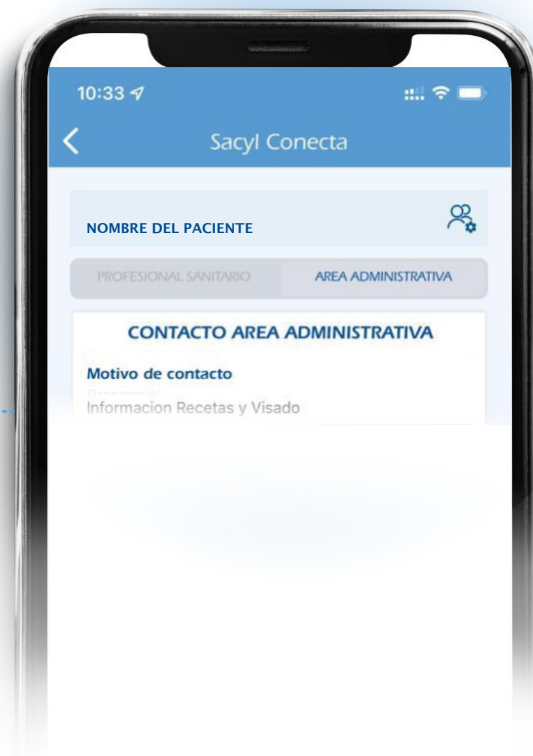 10:33
Sacyl Conecta
NOMBRE DEL PACIENTE
PROFESIONAL SANITARIO AREA ADMINISTRATIVA
CONTACTO AREA ADMINISTRATIVA
Motivo de contacto
Informacion Recetas y Visado